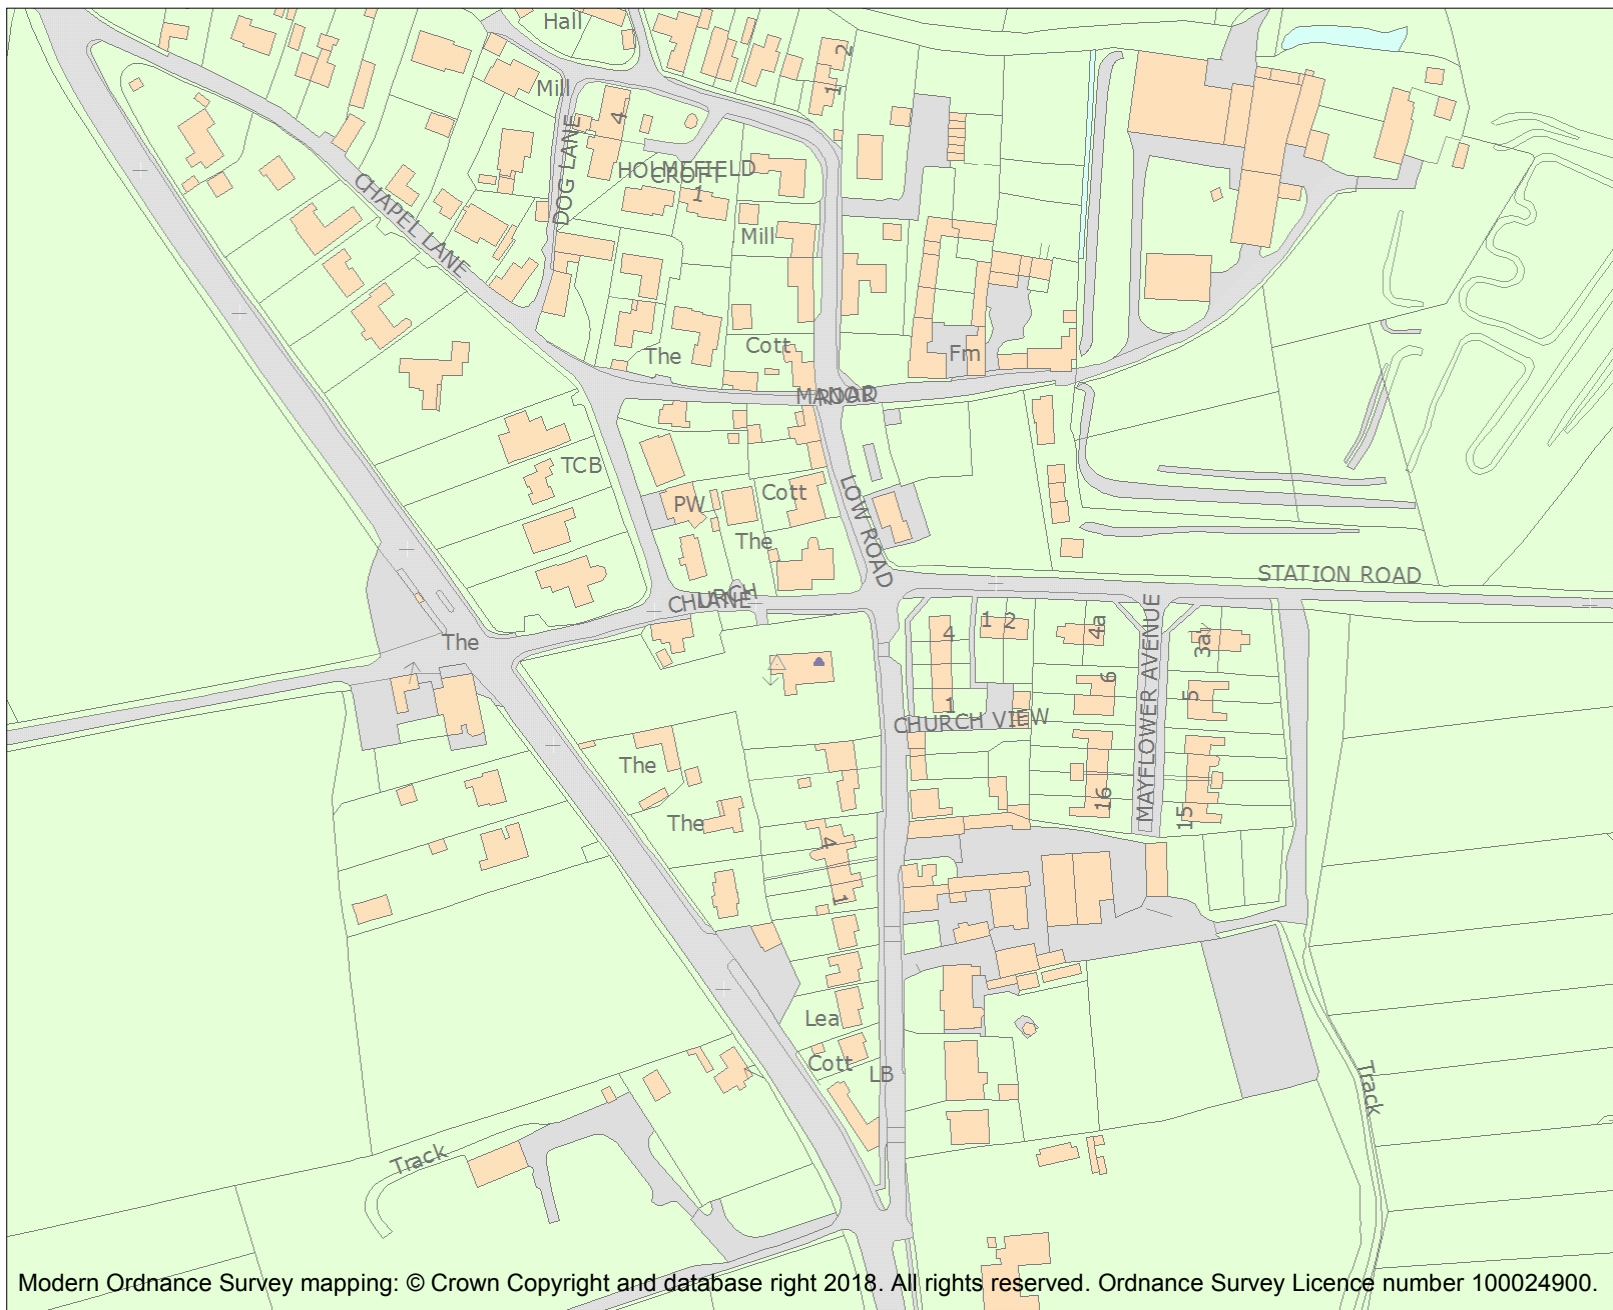 Hall
2
Mill
1
4
DOG LANE
HOLMEFIELD
CROFT
1
CHAPEL LANE
Mill
The
Cott
Fm
MANOR
ROAD
TCB
Cott
PW
LOW ROAD
The
STATION ROAD
CHURCH
LANE
The
4
1
2
4a
MAYFLOWER AVENUE
3a
6
5
1
CHURCH VIEW
The
The
16
15
4
1
Lea
Cott
LB
Track
Track
Modern Ordnance Survey mapping: © Crown Copyright and database right 2018. All rights reserved. Ordnance Survey Licence number 100024900.